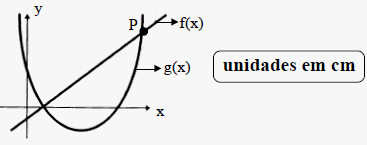 y
P
f(x)
g(x)
unidades em cm
x